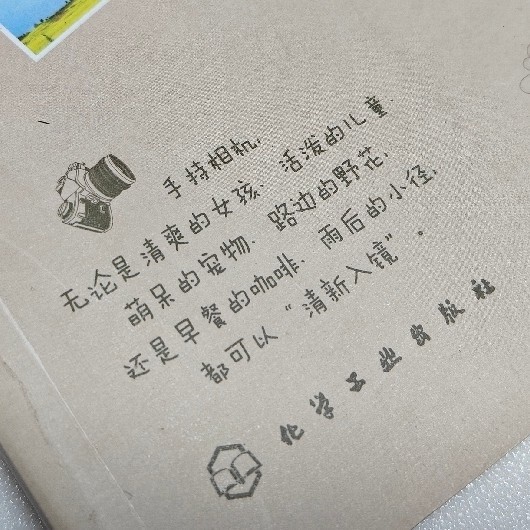 手持相机，
无论是清爽的女孩、活泼的儿童、
萌呆的宠物、路边的野花，
还是早餐的咖啡、雨后的小径，
都可以“清新入镜”。
化学工业出版社